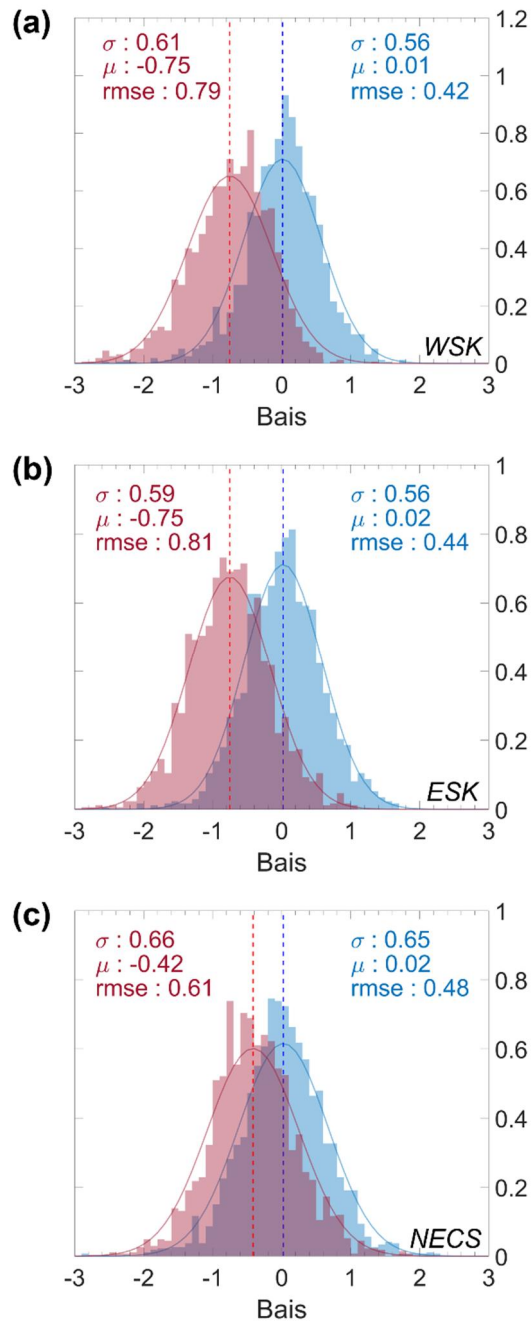 (a)
σ : 0.61
μ : -0.75
rmse : 0.79
σ : 0.56
μ : 0.01
rmse : 0.42
1.2
1
0.8
0.6
0.4
0.2
0
WSK
-3 -2 -1 0 1 2 3
Bais
(b)
σ : 0.59
μ : -0.75
rmse : 0.81
σ : 0.56
μ : 0.02
rmse : 0.44
1
0.8
0.6
0.4
0.2
0
ESK
-3 -2 -1 0 1 2 3
Bais
(c)
σ : 0.66
μ : -0.42
rmse : 0.61
σ : 0.65
μ : 0.02
rmse : 0.48
1
0.8
0.6
0.4
0.2
0
NECS
-3 -2 -1 0 1 2 3
Bais